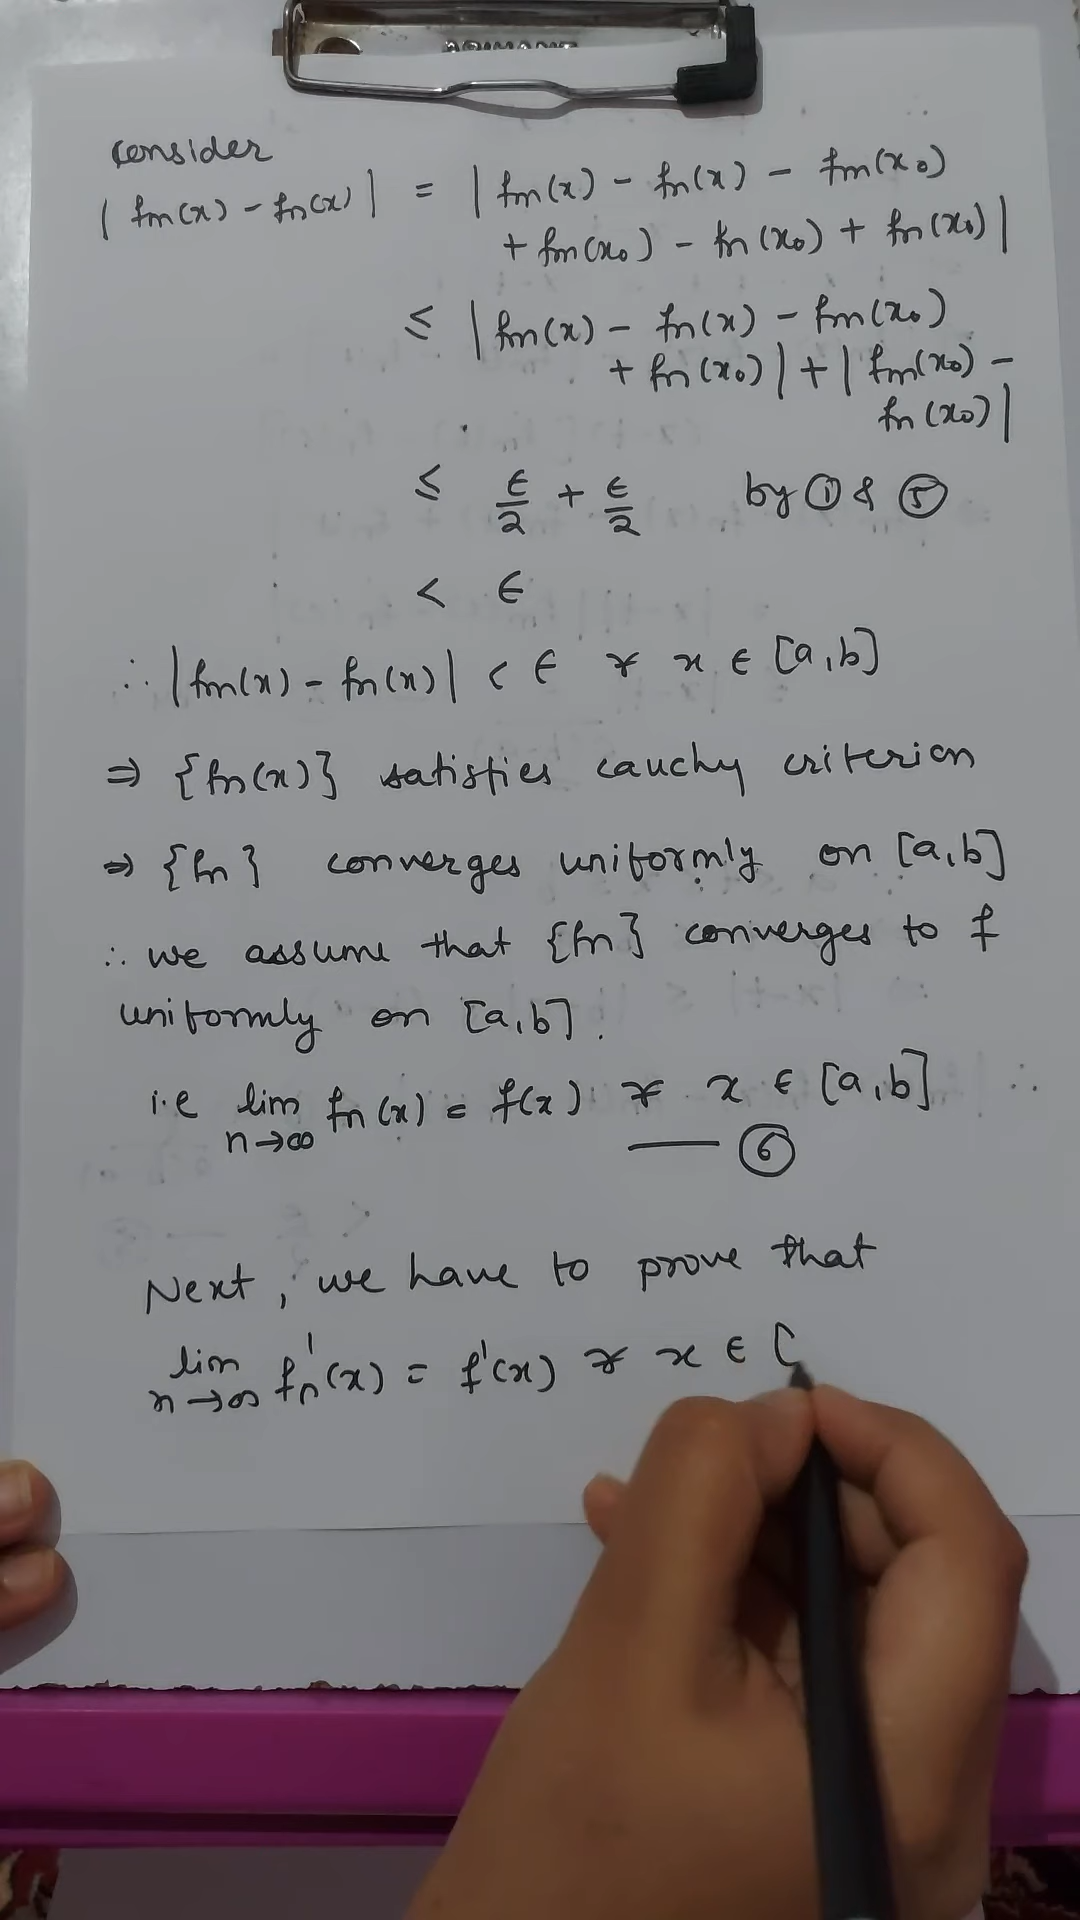 consider
| fm(x) - fn(x) | = | fm(x) - fn(x) - fm(x₀)
+ fm(x₀) - fn(x₀) + fn(x₀) |
≤ | fm(x) - fn(x) - fm(x₀)
+ fn(x₀) | + | fm(x₀) -
fn(x₀) |
≤ ϵ/2 + ϵ/2 by ① & ⑤
< ϵ
∴ | fm(x) - fn(x) | < ϵ ∀ x ∈ [a,b]
⇒ {fn(x)} satisfies cauchy criterion
⇒ {fn} converges uniformly on [a,b]
∴ we assume that {fn} converges to f
uniformly on [a,b].
i.e lim n→∞ fn(x) = f(x) ∀ x ∈ [a,b]
— ⑥
Next, we have to prove that
lim n→∞ fn'(x) = f'(x) ∀ x ∈ [